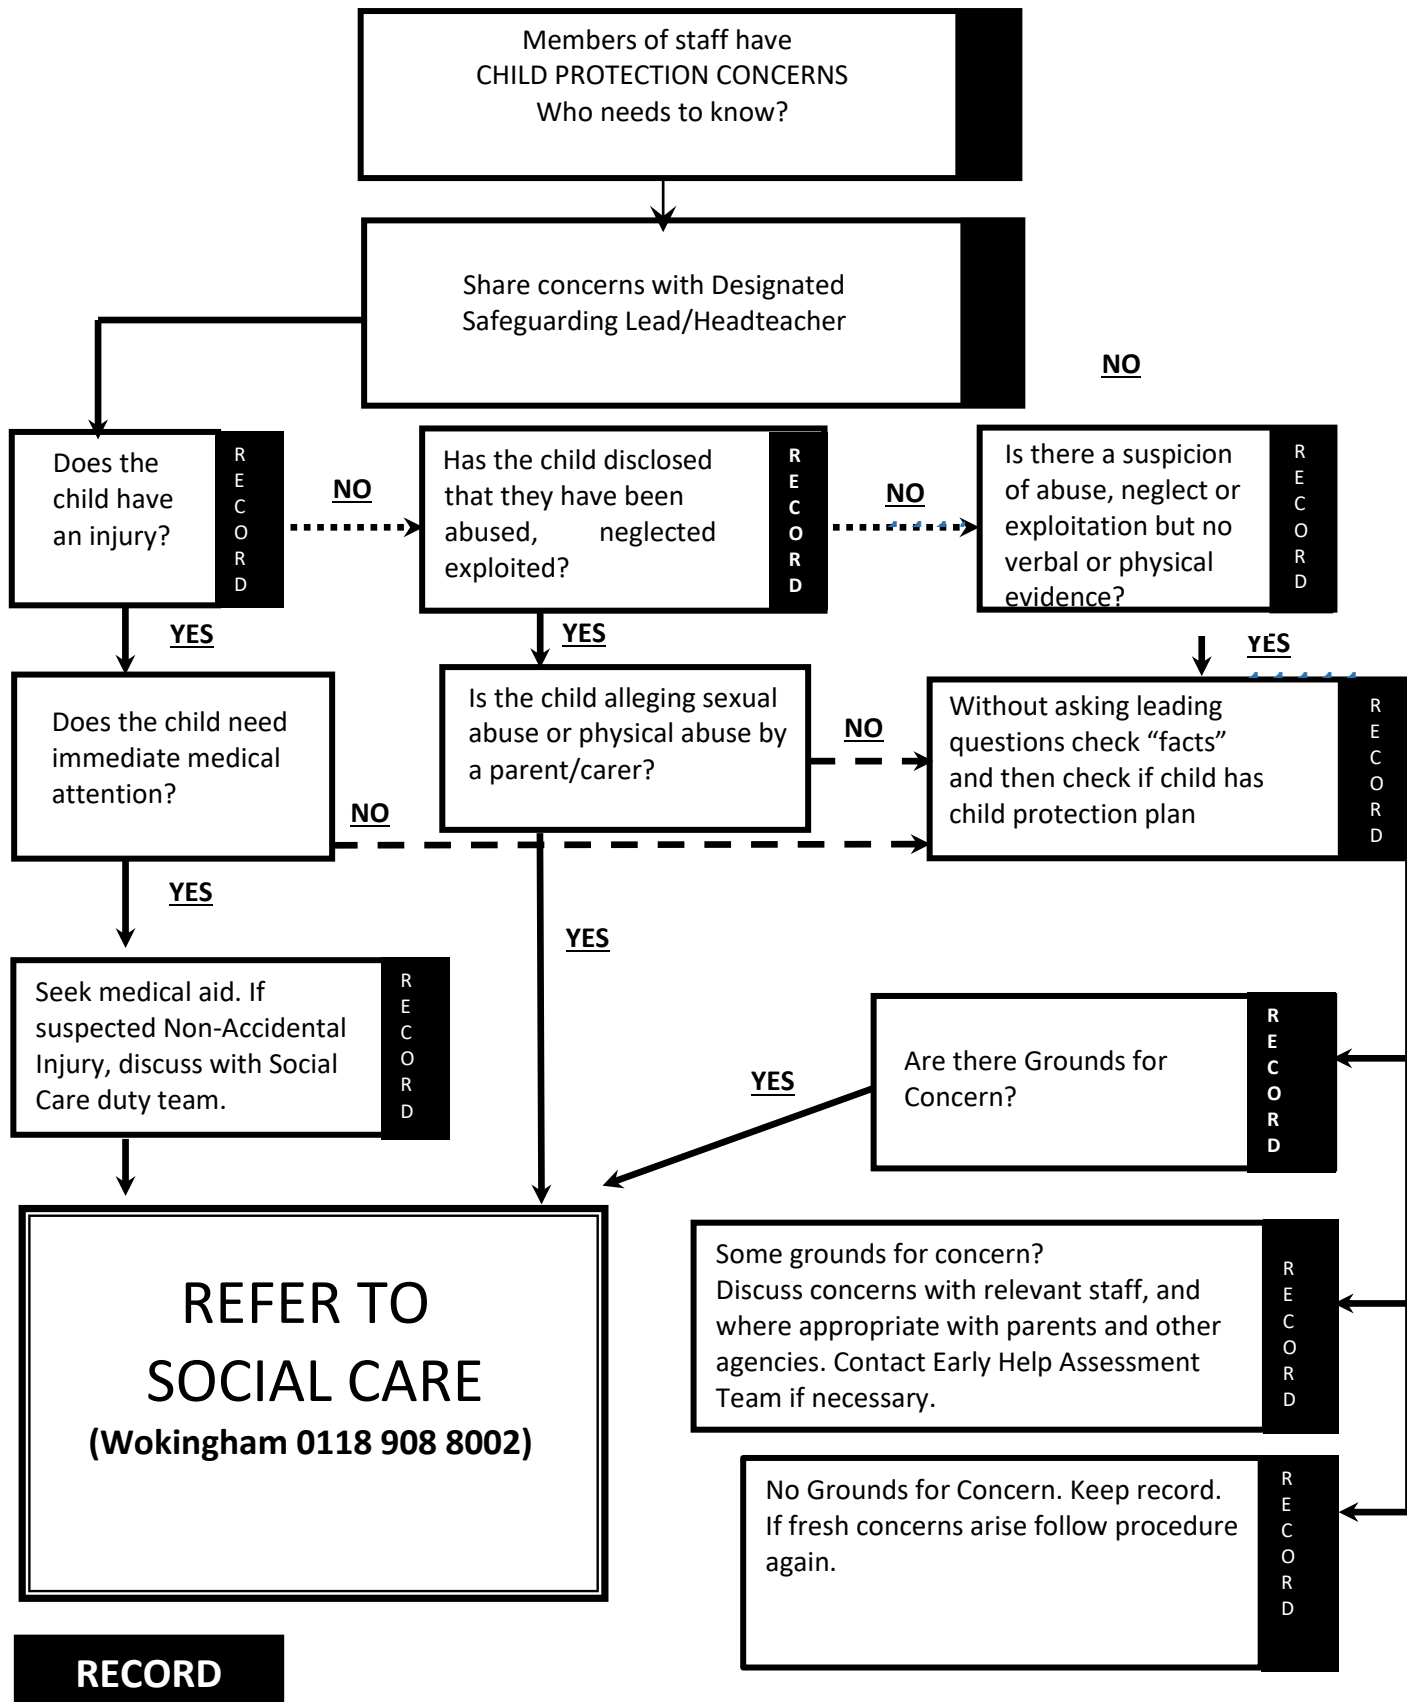 Members of staff have
CHILD PROTECTION CONCERNS
Who needs to know?
Share concerns with Designated
Safeguarding Lead/Headteacher
NO
Does the
child have
an injury?
RECORD
NO
Has the child disclosed
that they have been
abused, neglected
exploited?
RECORD
NO
Is there a suspicion
of abuse, neglect or
exploitation but no
verbal or physical
evidence?
RECORD
YES
YES
YES
Does the child need
immediate medical
attention?
NO
Is the child alleging sexual
abuse or physical abuse by
a parent/carer?
NO
Without asking leading
questions check “facts”
and then check if child has
child protection plan
RECORD
YES
YES
Seek medical aid. If
suspected Non-Accidental
Injury, discuss with Social
Care duty team.
RECORD
YES
Are there Grounds for
Concern?
RECORD
REFER TO
SOCIAL CARE
(Wokingham 0118 908 8002)
Some grounds for concern?
Discuss concerns with relevant staff, and
where appropriate with parents and other
agencies. Contact Early Help Assessment
Team if necessary.
RECORD
No Grounds for Concern. Keep record.
If fresh concerns arise follow procedure
again.
RECORD
RECORD